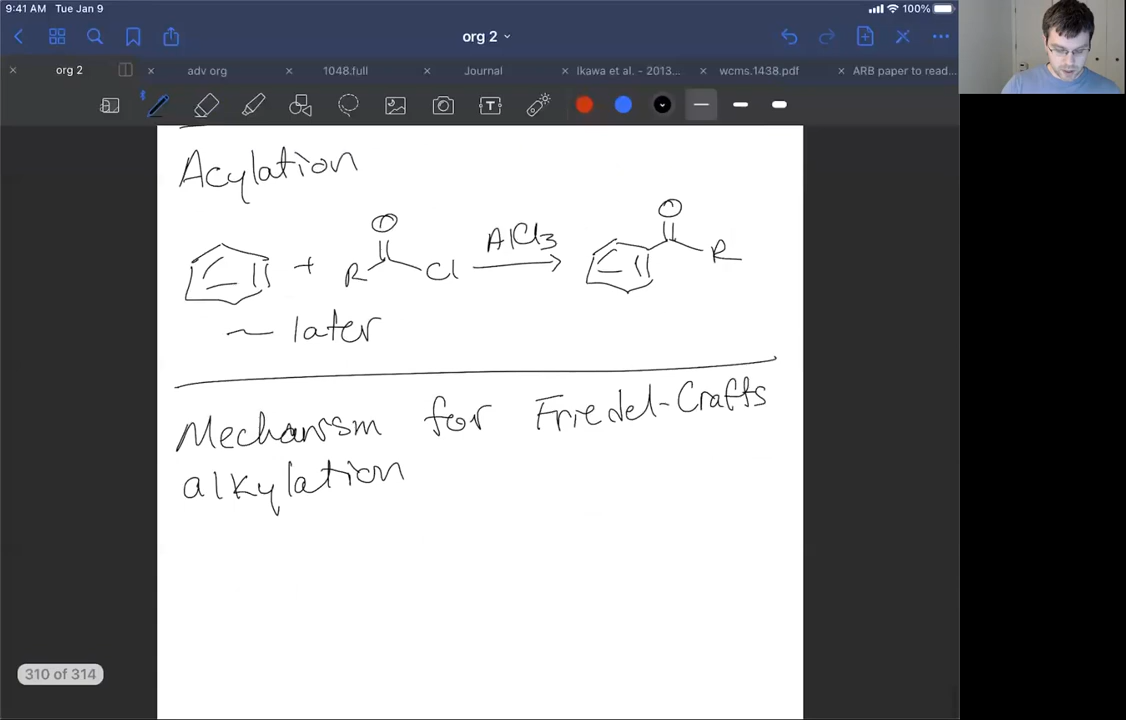 9:41 AM Tue Jan 9
100%
org 2
org 2
adv org
1048.full
Journal
Ikawa et al. - 2013...
wcms.1438.pdf
ARB paper to read...
T
Acylation
O
O
R
Cl
+
AlCl3
R
~ later
Mechanism for Friedel-Crafts
alkylation
310 of 314